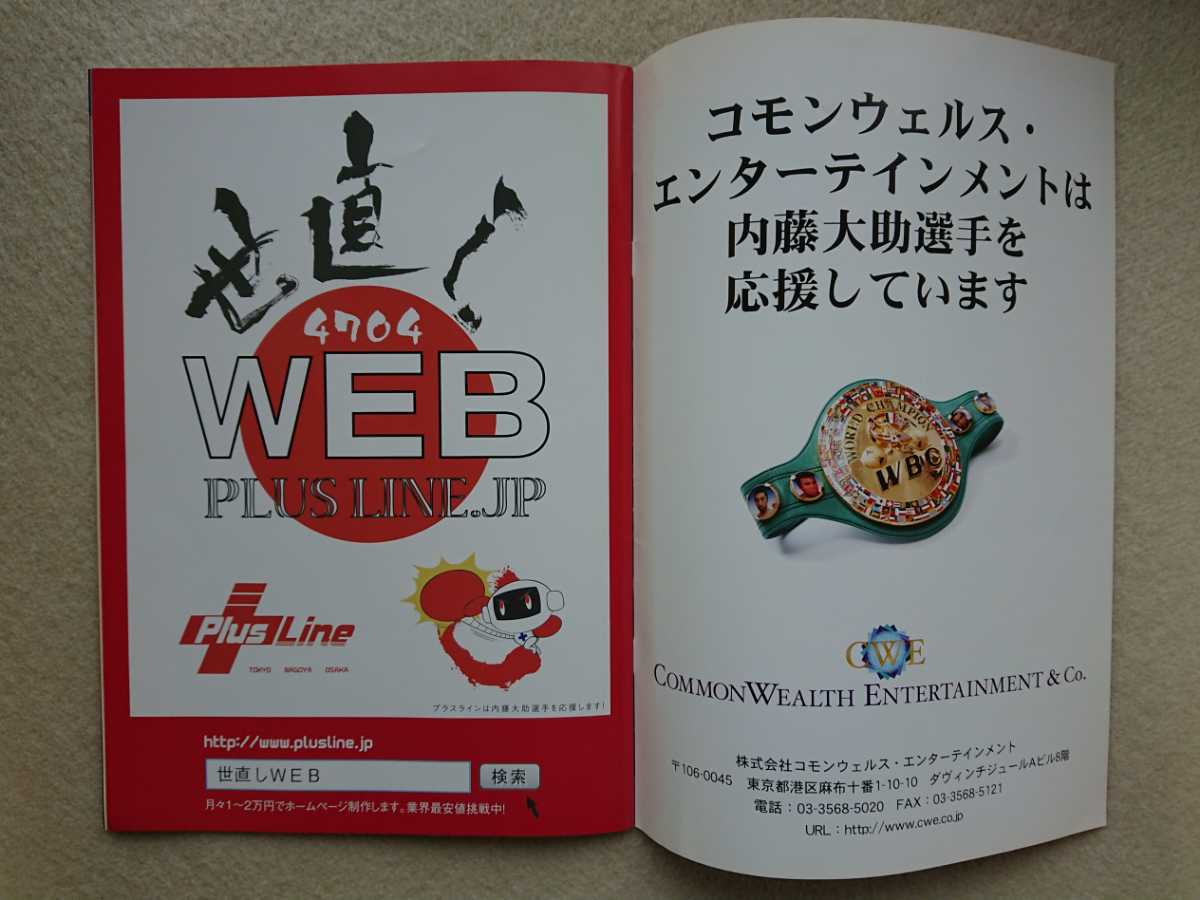 世直し!
4704
WEB
PLUS LINE.JP
Plus Line
TOKYO NAGOYA OSAKA
プラスラインは内藤大助選手を応援します!
http://www.plusline.jp
世直しWEB 検索
月々1〜2万円でホームページ制作します。業界最安値挑戦中!
コモンウェルス・
エンターテインメントは
内藤大助選手を
応援しています
WORLD CHAMPION
WBC
CWE
COMMONWEALTH ENTERTAINMENT & Co.
株式会社コモンウェルス・エンターテインメント
〒106-0045 東京都港区麻布十番1-10-10 ダヴィンチジュールAビル8階
電話:03-3568-5020 FAX:03-3568-5121
URL:http://www.cwe.co.jp